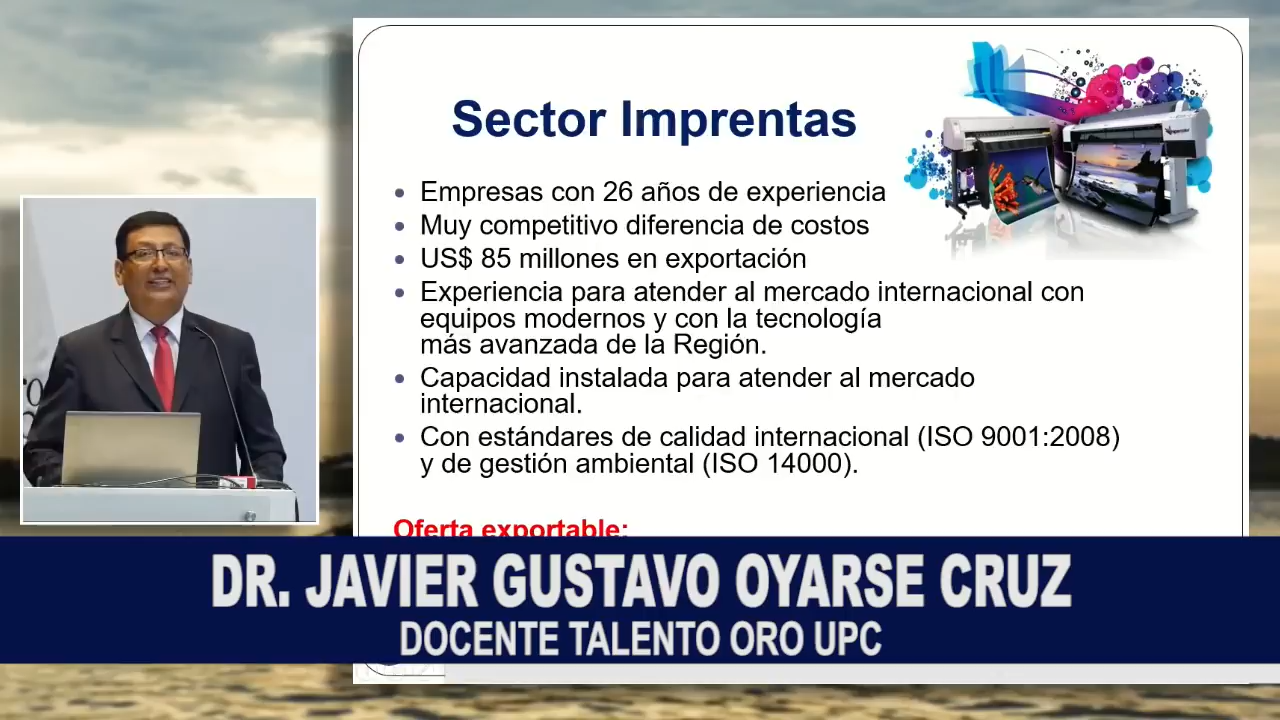 Sector Imprentas
• Empresas con 26 años de experiencia
• Muy competitivo diferencia de costos
• US$ 85 millones en exportación
• Experiencia para atender al mercado internacional con
equipos modernos y con la tecnología
más avanzada de la Región.
• Capacidad instalada para atender al mercado
internacional.
• Con estándares de calidad internacional (ISO 9001:2008)
y de gestión ambiental (ISO 14000).
Oferta exportable:
DR. JAVIER GUSTAVO OYARSE CRUZ
DOCENTE TALENTO ORO UPC